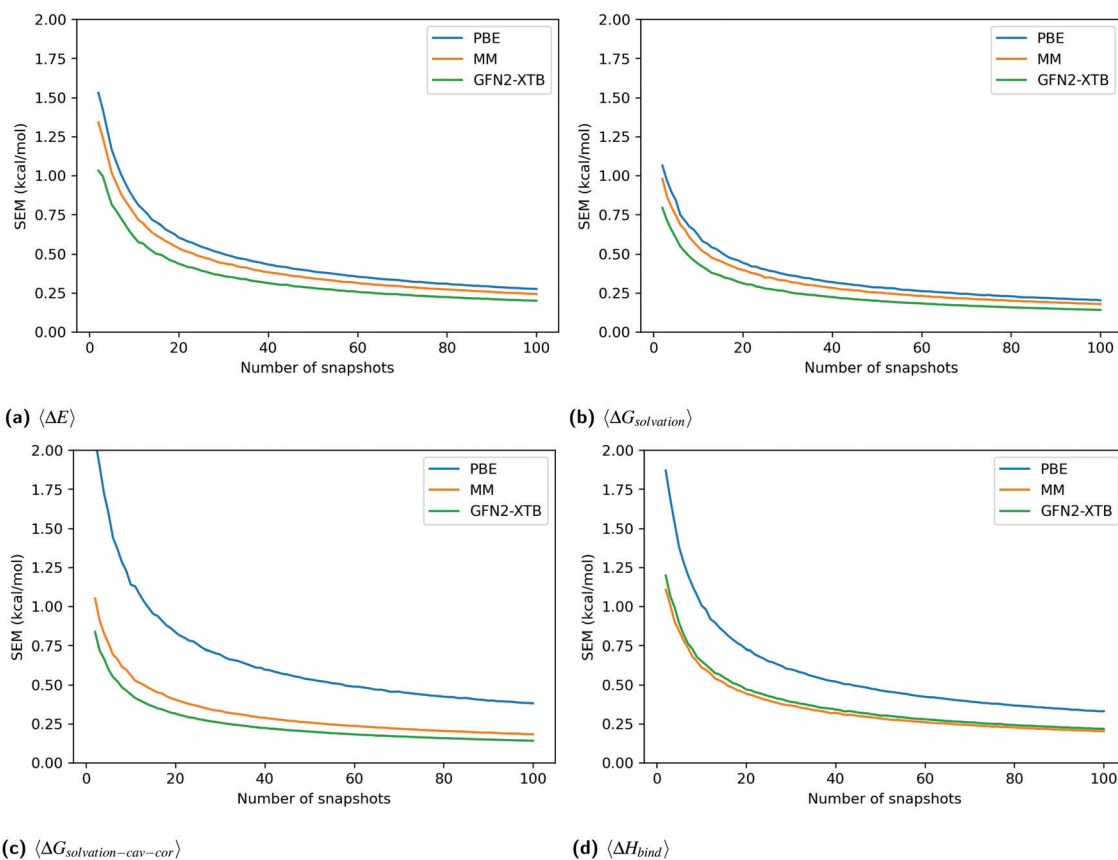 2.00
1.75
1.50
1.25
1.00
0.75
0.50
0.25
0.00
SEM (kcal/mol)
PBE
MM
GFN2-XTB
0 20 40 60 80 100
Number of snapshots
(a) ⟨ΔE⟩
2.00
1.75
1.50
1.25
1.00
0.75
0.50
0.25
0.00
SEM (kcal/mol)
PBE
MM
GFN2-XTB
0 20 40 60 80 100
Number of snapshots
(b) ⟨ΔG_solvation⟩
2.00
1.75
1.50
1.25
1.00
0.75
0.50
0.25
0.00
SEM (kcal/mol)
PBE
MM
GFN2-XTB
0 20 40 60 80 100
Number of snapshots
(c) ⟨ΔG_solvation−cav−cor⟩
2.00
1.75
1.50
1.25
1.00
0.75
0.50
0.25
0.00
SEM (kcal/mol)
PBE
MM
GFN2-XTB
0 20 40 60 80 100
Number of snapshots
(d) ⟨ΔH_bind⟩